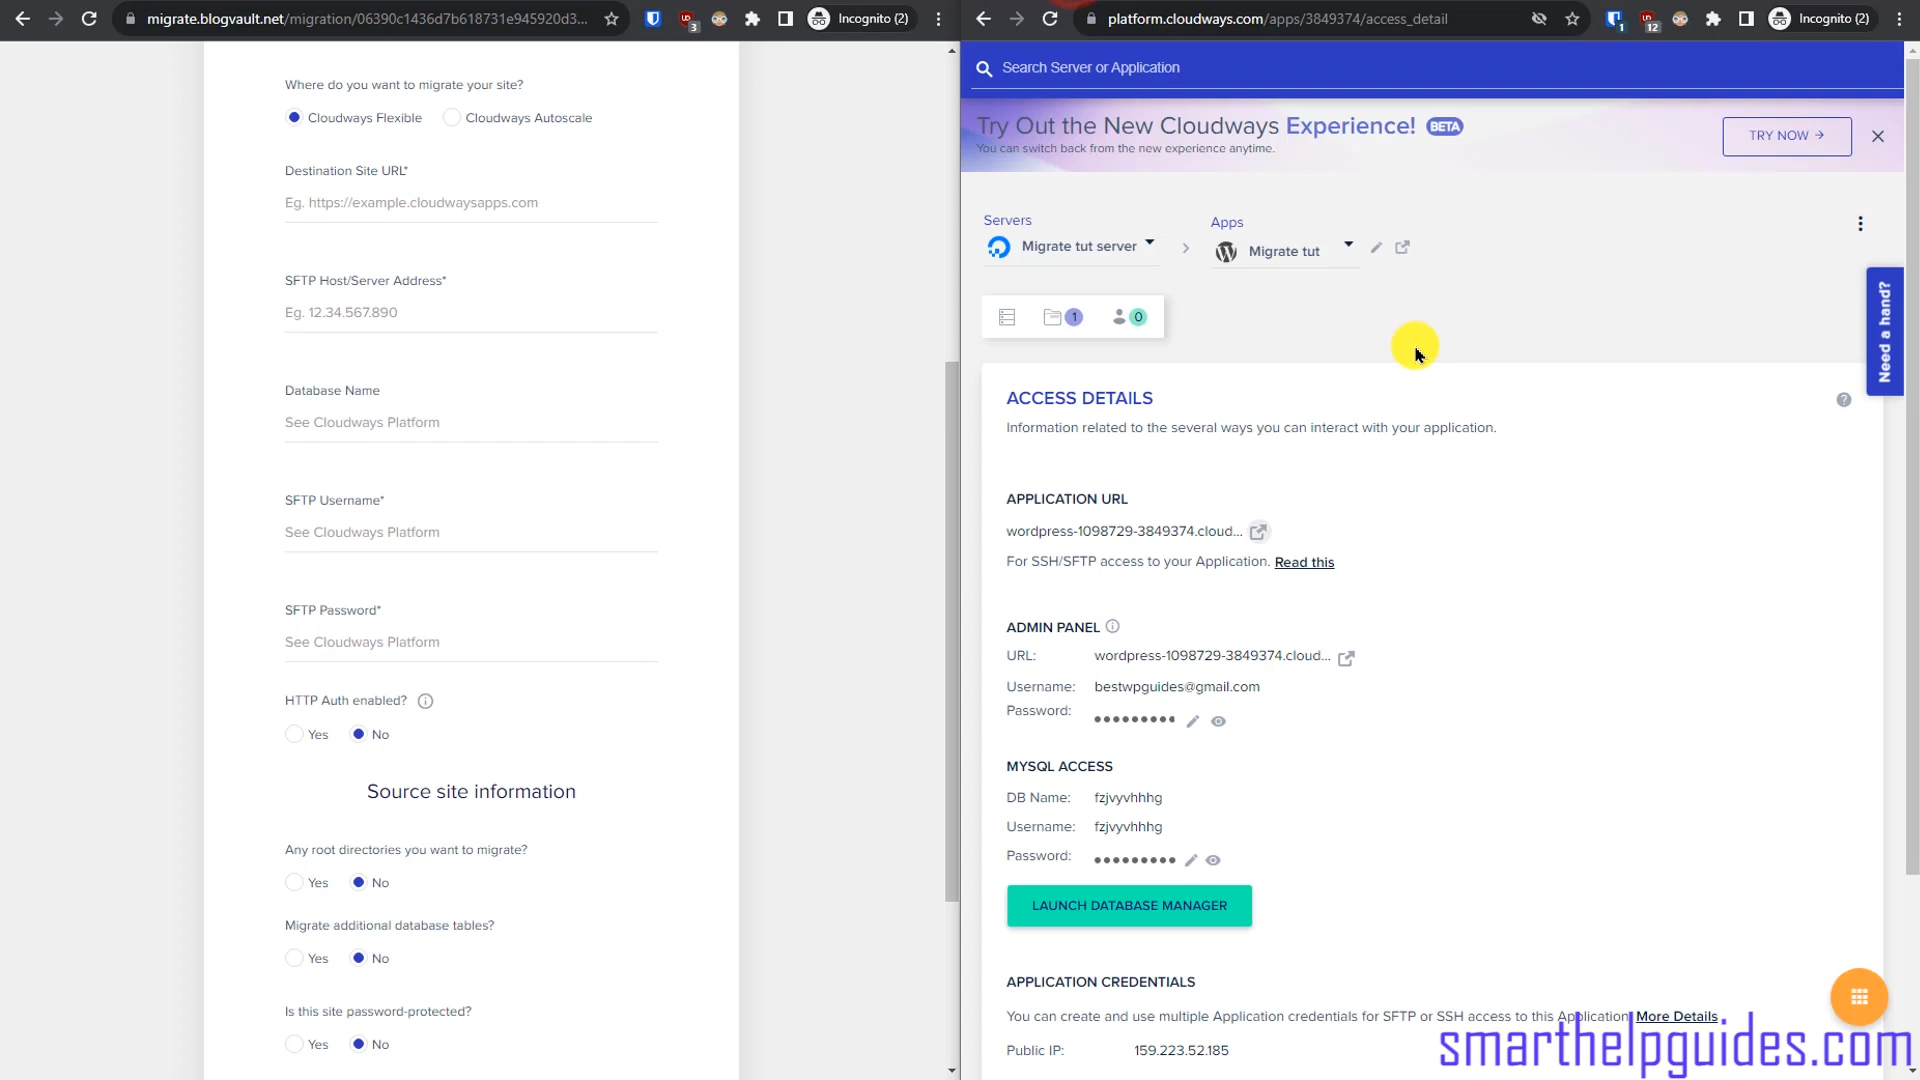 migrate.blogvault.net/migration/06390c1436d7b618731e945920d3...
3
Incognito (2)
platform.cloudways.com/apps/3849374/access_detail
1
12
Incognito (2)
Where do you want to migrate your site?
Cloudways Flexible
Cloudways Autoscale
Destination Site URL*
Eg. https://example.cloudwaysapps.com
SFTP Host/Server Address*
Eg. 12.34.567.890
Database Name
See Cloudways Platform
SFTP Username*
See Cloudways Platform
SFTP Password*
See Cloudways Platform
HTTP Auth enabled?
Yes No
Source site information
Any root directories you want to migrate?
Yes No
Migrate additional database tables?
Yes No
Is this site password-protected?
Yes No
Search Server or Application
Try Out the New Cloudways Experience! BETA
You can switch back from the new experience anytime.
TRY NOW →
Servers
Migrate tut server
Apps
Migrate tut
1
0
Need a hand?
ACCESS DETAILS
Information related to the several ways you can interact with your application.
APPLICATION URL
wordpress-1098729-3849374.cloud...
For SSH/SFTP access to your Application. Read this
ADMIN PANEL
URL: wordpress-1098729-3849374.cloud...
Username: bestwpguides@gmail.com
Password: ••••••••••
MYSQL ACCESS
DB Name: fzjvyvhhhg
Username: fzjvyvhhhg
Password: ••••••••••
LAUNCH DATABASE MANAGER
APPLICATION CREDENTIALS
You can create and use multiple Application credentials for SFTP or SSH access to this Application. More Details
Public IP: 159.223.52.185
smarthelpguides.com